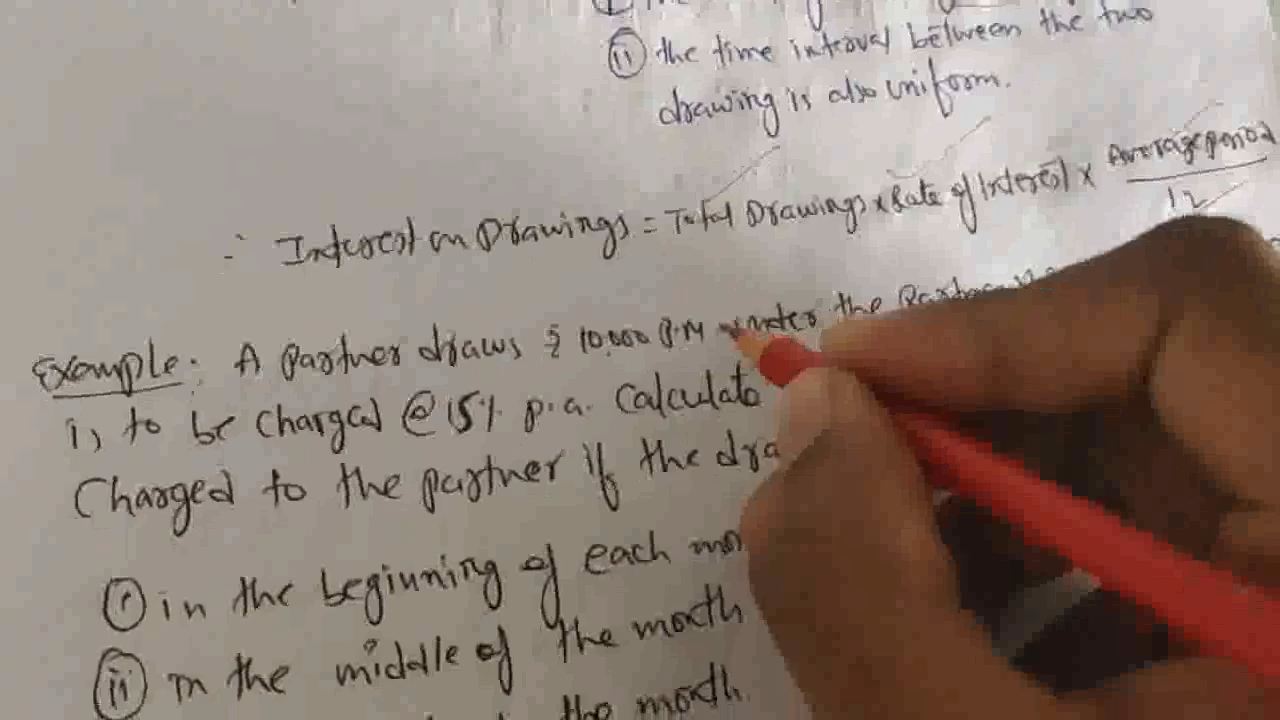 (ii) the time interval between the two
drawing is also uniform.
∴ Interest on Drawings = Total Drawings x Rate of Interest x Average period
12
Example: A Partner draws ₹ 10,000 P.M under the
is to be charged @ 15% p.a. Calculate
Charged to the partner if the dra
(i) in the beginning of each mon
(ii) in the middle of the month
the month.